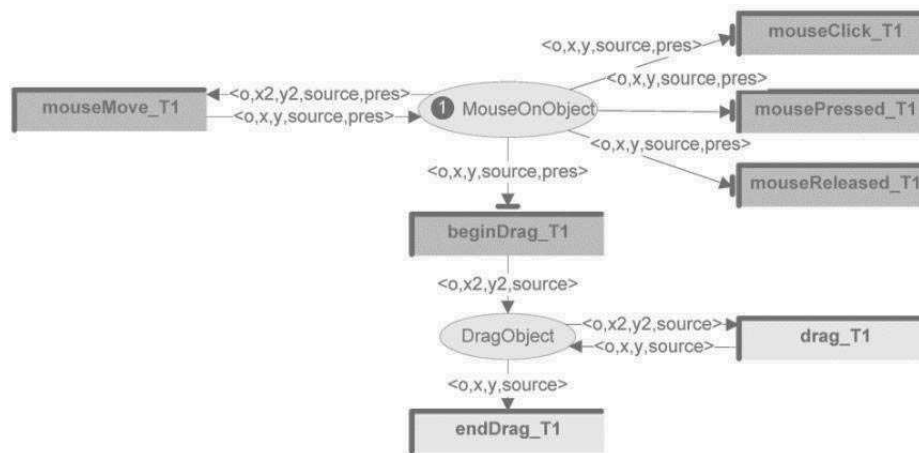 mouseClick_T1
<o,x,y,source,pres>
<o,x,y,source,pres>
<o,x2,y2,source,pres>
mouseMove_T1
1 MouseOnObject
mousePressed_T1
<o,x,y,source,pres>
<o,x,y,source,pres>
<o,x,y,source,pres>
mouseReleased_T1
beginDrag_T1
<o,x2,y2,source>
DragObject
<o,x2,y2,source>
<o,x,y,source>
drag_T1
<o,x,y,source>
endDrag_T1